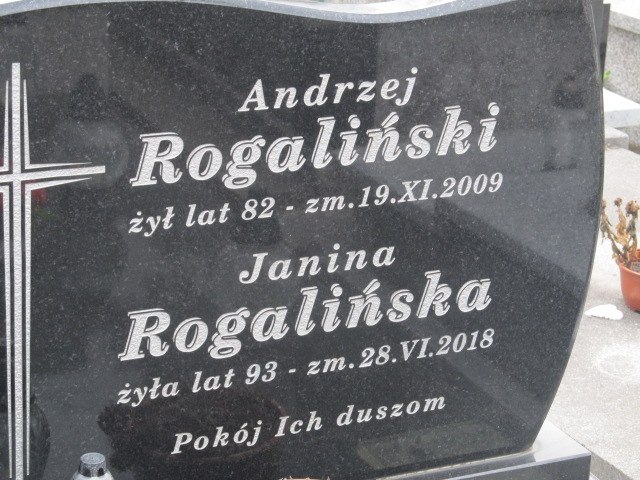 Andrzej
Rogaliński
żył lat 82 - zm.19.XI.2009
Janina
Rogalińska
żyła lat 93 - zm.28.VI.2018
Pokój Ich duszom